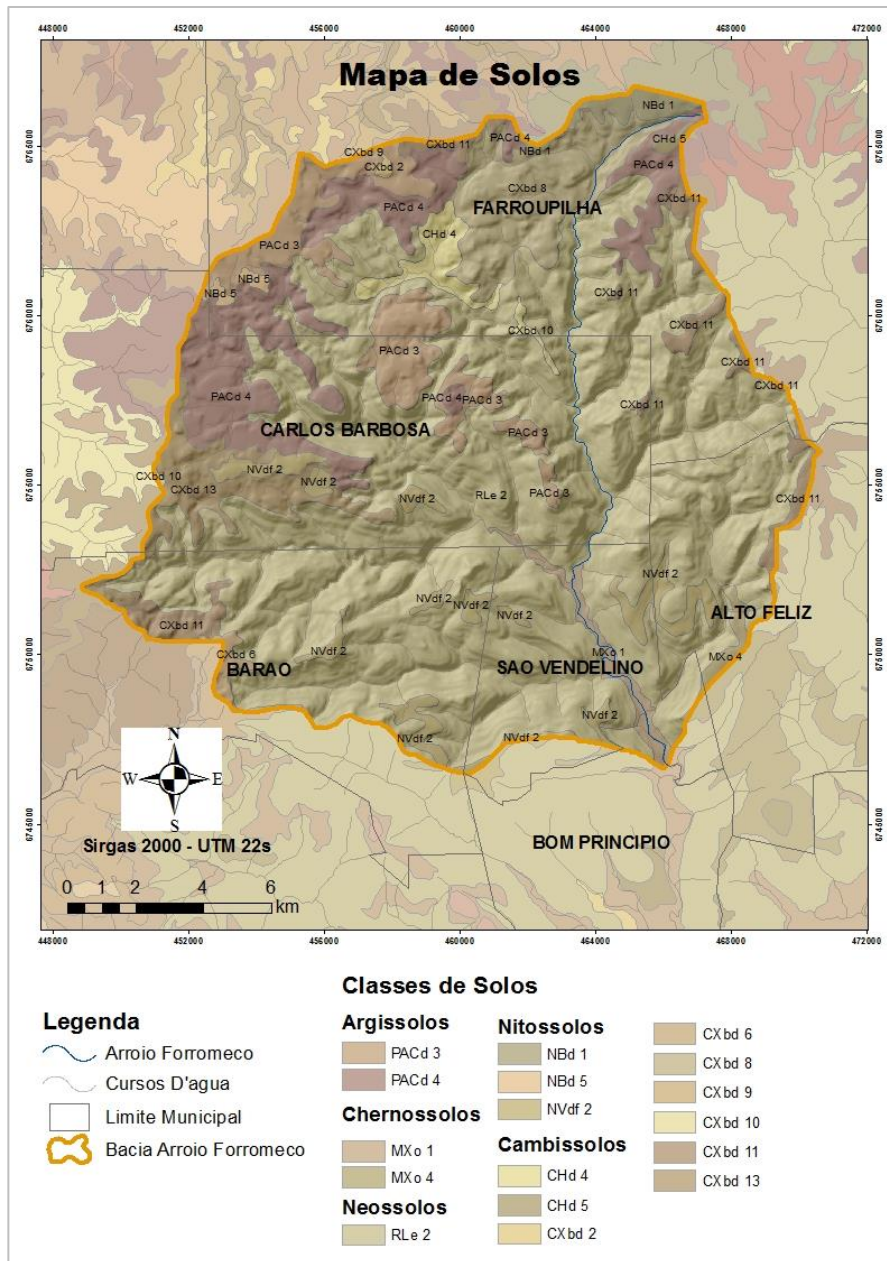 448000 452000 456000 460000 464000 468000 472000
Mapa de Solos
NBd 1
PACd 4
CXbd 11
NBd 1
CHd 5
CXbd 9
CXbd 2
PACd 4
CXbd 8
CXbd 11
FARROUPILHA
PACd 4
CHd 4
PACd 3
NBd 5
NBd 5
CXbd 11
CXbd 11
CXbd 10
PACd 3
CXbd 11
CXbd 11
PACd 4
PACd 4
PACd 3
CXbd 11
CARLOS BARBOSA
PACd 3
NVdf 2
CXbd 10
NVdf 2
CXbd 13
NVdf 2
RLe 2
PACd 3
CXbd 11
NVdf 2
NVdf 2
NVdf 2
NVdf 2
ALTO FELIZ
CXbd 11
CXbd 6
NVdf 2
MXo 1
MXo 4
BARAO
SAO VENDELINO
NVdf 2
NVdf 2
NVdf 2
N
W E
S
BOM PRINCIPIO
Sirgas 2000 - UTM 22s
0 1 2 4 6
km
448000 452000 456000 460000 464000 468000 472000
Classes de Solos
Legenda
Arroio Forromeco
Cursos D'agua
Limite Municipal
Bacia Arroio Forromeco
Argissolos
PACd 3
PACd 4
Chernossolos
MXo 1
MXo 4
Neossolos
RLe 2
Nitossolos
NBd 1
NBd 5
NVdf 2
Cambissolos
CHd 4
CHd 5
CXbd 2
CXbd 6
CXbd 8
CXbd 9
CXbd 10
CXbd 11
CXbd 13